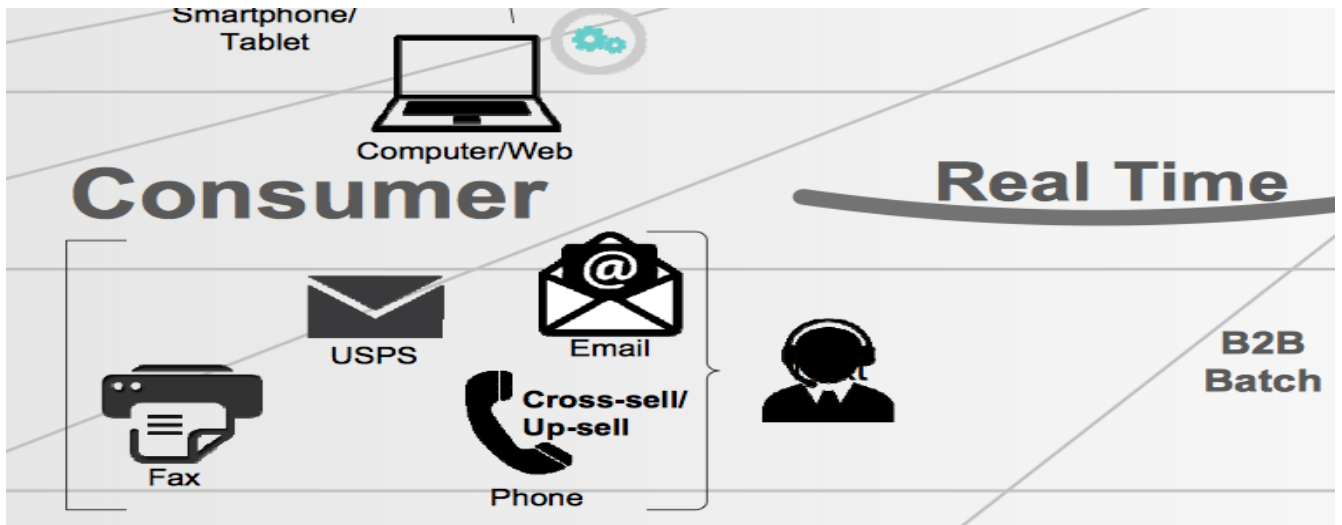 Smartphone/
Tablet
Computer/Web
Consumer
Real Time
USPS
Email
B2B
Batch
Cross-sell/
Up-sell
Fax
Phone